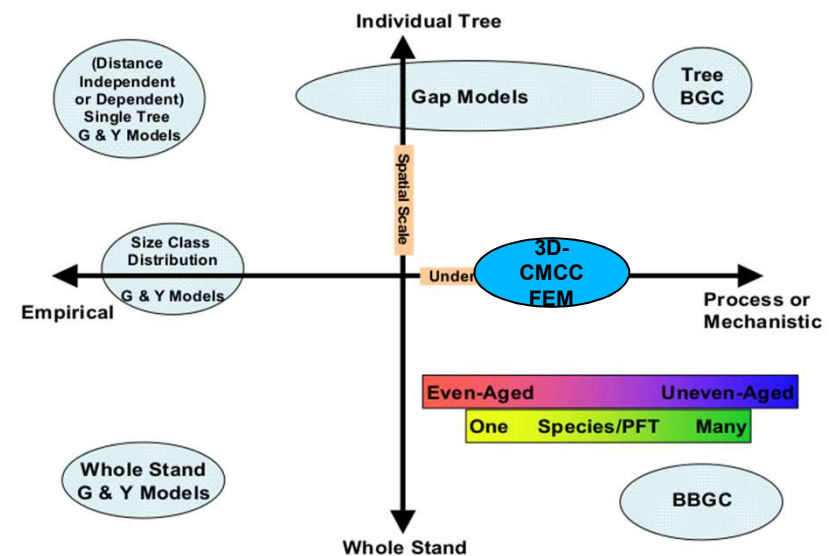 Individual Tree
(Distance
Independent
or Dependent)
Single Tree
G & Y Models
Gap Models
Tree
BGC
Spatial Scale
Size Class
Distribution
G & Y Models
Under
3D-
CMCC
FEM
Empirical
Process or
Mechanistic
Even-Aged Uneven-Aged
One Species/PFT Many
Whole Stand
G & Y Models
BBGC
Whole Stand